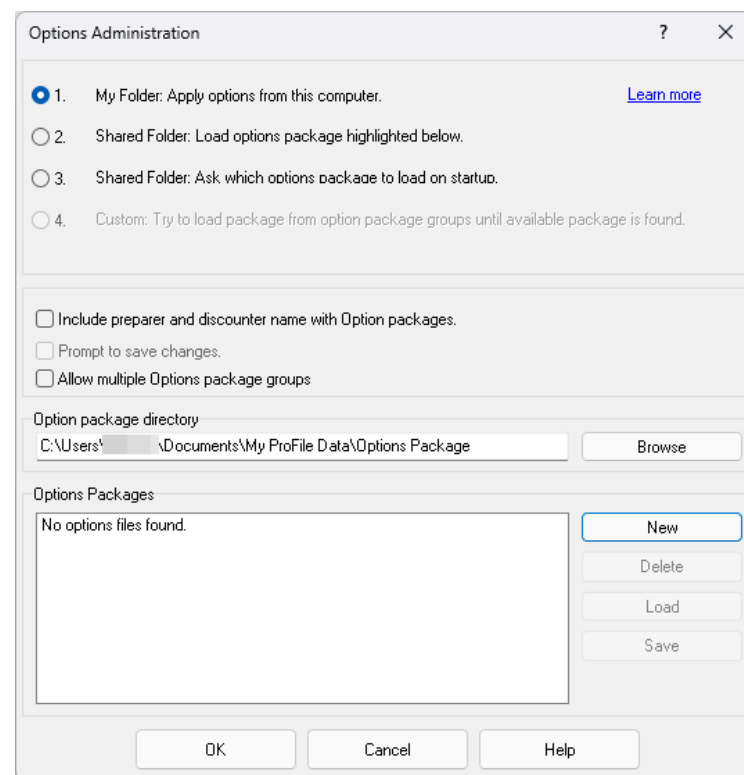 Options Administration ? X
1. My Folder: Apply options from this computer. Learn more
2. Shared Folder: Load options package highlighted below.
3. Shared Folder: Ask which options package to load on startup.
4. Custom: Try to load package from option package groups until available package is found.
Include preparer and discounter name with Option packages.
Prompt to save changes.
Allow multiple Options package groups
Option package directory
C:\Users\ \Documents\My ProFile Data\Options Package Browse
Options Packages
No options files found. New
Delete
Load
Save
OK Cancel Help